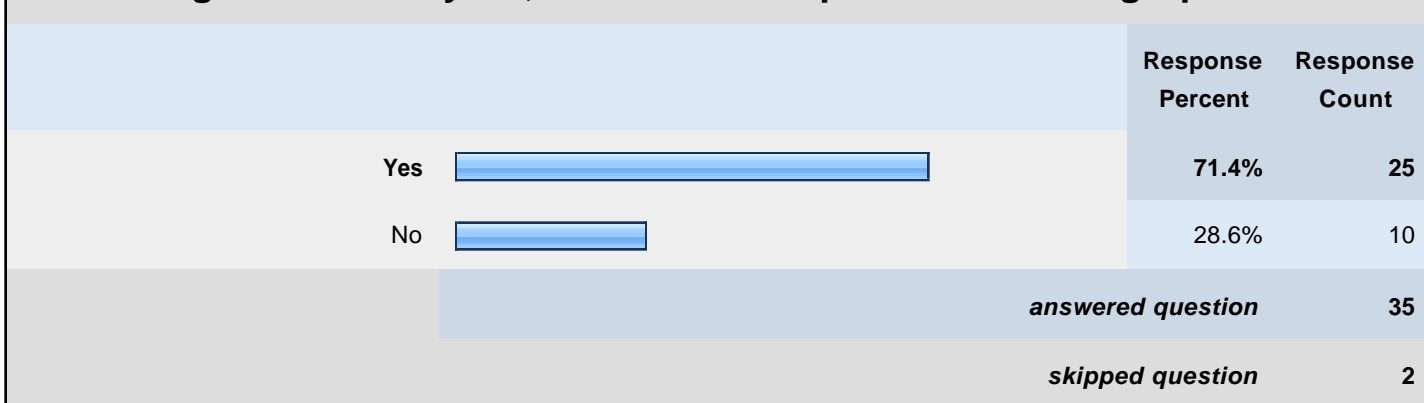 Response Response
Percent Count
Yes 71.4% 25
No 28.6% 10
answered question 35
skipped question 2